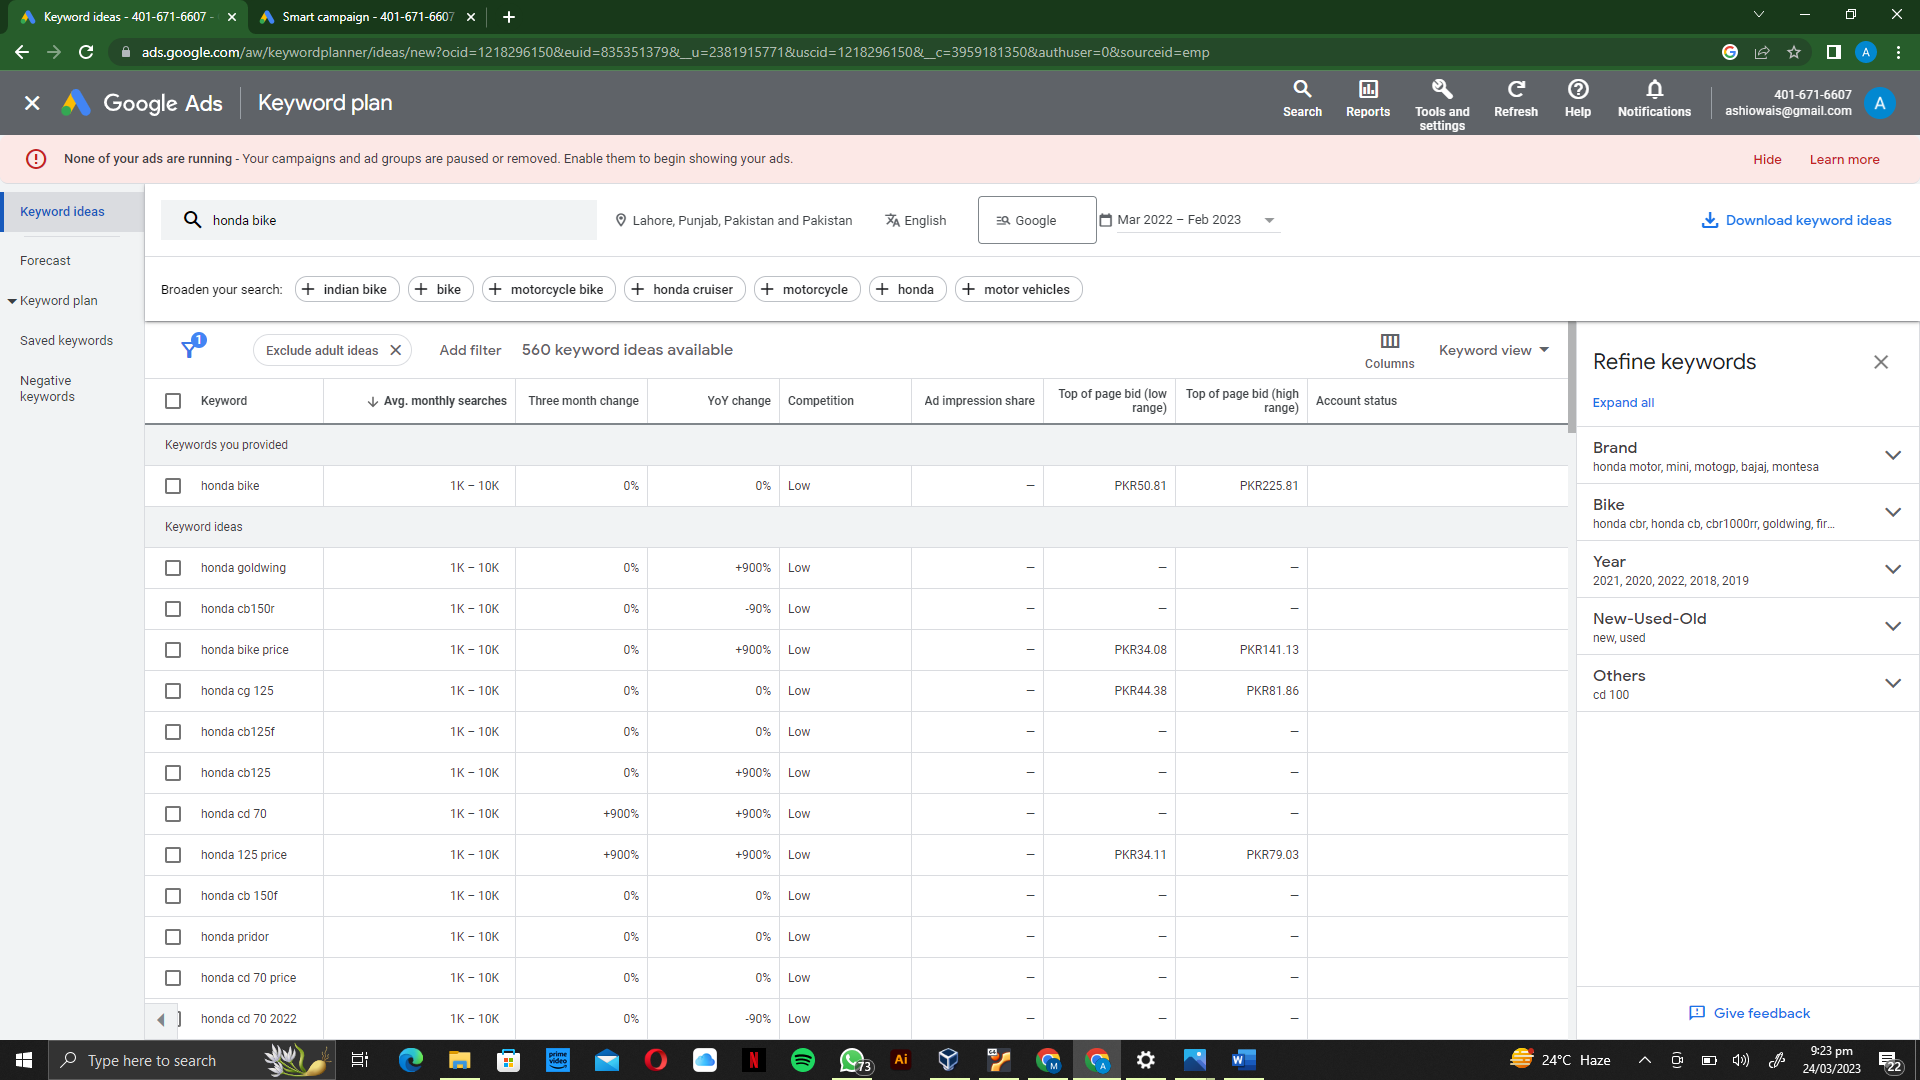 Keyword ideas - 401-671-6607 -
Smart campaign - 401-671-6607
ads.google.com/aw/keywordplanner/ideas/new?ocid=1218296150&euid=835351379&__u=2381915771&uscid=1218296150&__c=3959181350&authuser=0&sourceid=emp
A
Google Ads
Keyword plan
Search
Reports
Tools and settings
Refresh
Help
Notifications
401-671-6607
ashiowais@gmail.com
A
None of your ads are running - Your campaigns and ad groups are paused or removed. Enable them to begin showing your ads.
Hide
Learn more
Keyword ideas
Forecast
Keyword plan
Saved keywords
Negative keywords
honda bike
Lahore, Punjab, Pakistan and Pakistan
English
Google
Mar 2022 – Feb 2023
Download keyword ideas
Broaden your search:
indian bike
bike
motorcycle bike
honda cruiser
motorcycle
honda
motor vehicles
1
Exclude adult ideas
Add filter
560 keyword ideas available
Columns
Keyword view
Keyword Avg. monthly searches Three month change YoY change Competition Ad impression share Top of page bid (low range) Top of page bid (high range) Account status
Keywords you provided
honda bike 1K – 10K 0% 0% Low — PKR50.81 PKR225.81
Keyword ideas
honda goldwing 1K – 10K 0% +900% Low — — —
honda cb150r 1K – 10K 0% -90% Low — — —
honda bike price 1K – 10K 0% +900% Low — PKR34.08 PKR141.13
honda cg 125 1K – 10K 0% 0% Low — PKR44.38 PKR81.86
honda cb125f 1K – 10K 0% 0% Low — — —
honda cb125 1K – 10K 0% +900% Low — — —
honda cd 70 1K – 10K +900% +900% Low — — —
honda 125 price 1K – 10K +900% +900% Low — PKR34.11 PKR79.03
honda cb 150f 1K – 10K 0% 0% Low — — —
honda pridor 1K – 10K 0% 0% Low — — —
honda cd 70 price 1K – 10K 0% 0% Low — — —
honda cd 70 2022 1K – 10K 0% -90% Low — — —
Refine keywords
Expand all
Brand
honda motor, mini, motogp, bajaj, montesa
Bike
honda cbr, honda cb, cbr1000rr, goldwing, fir...
Year
2021, 2020, 2022, 2018, 2019
New-Used-Old
new, used
Others
cd 100
Give feedback
Type here to search
prime video
N
73
Ai
M
A
W
24°C Haze
9:23 pm
24/03/2023
22